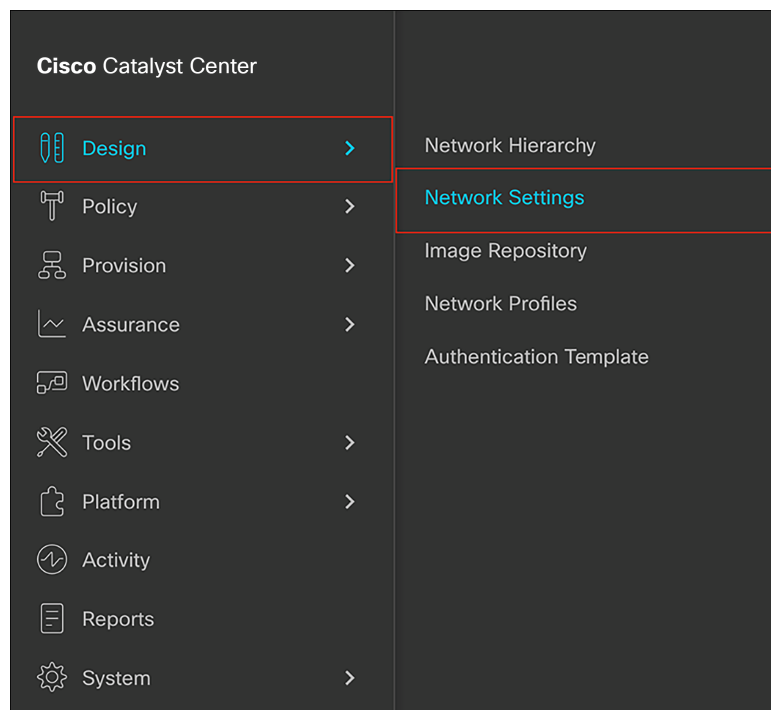 Cisco Catalyst Center
Design
Policy
Provision
Assurance
Workflows
Tools
Platform
Activity
Reports
System
Network Hierarchy
Network Settings
Image Repository
Network Profiles
Authentication Template